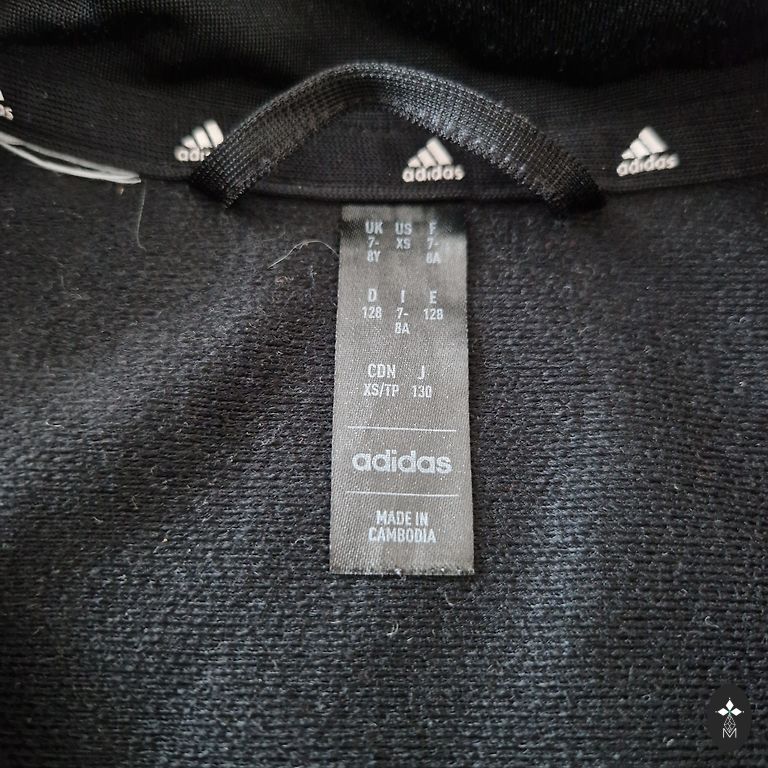 adidas
adidas
adidas
UK US F
7- XS 7-
8Y 8A
D I E
128 7- 128
8A
CDN J
XS/TP 130
adidas
MADE IN
CAMBODIA
M